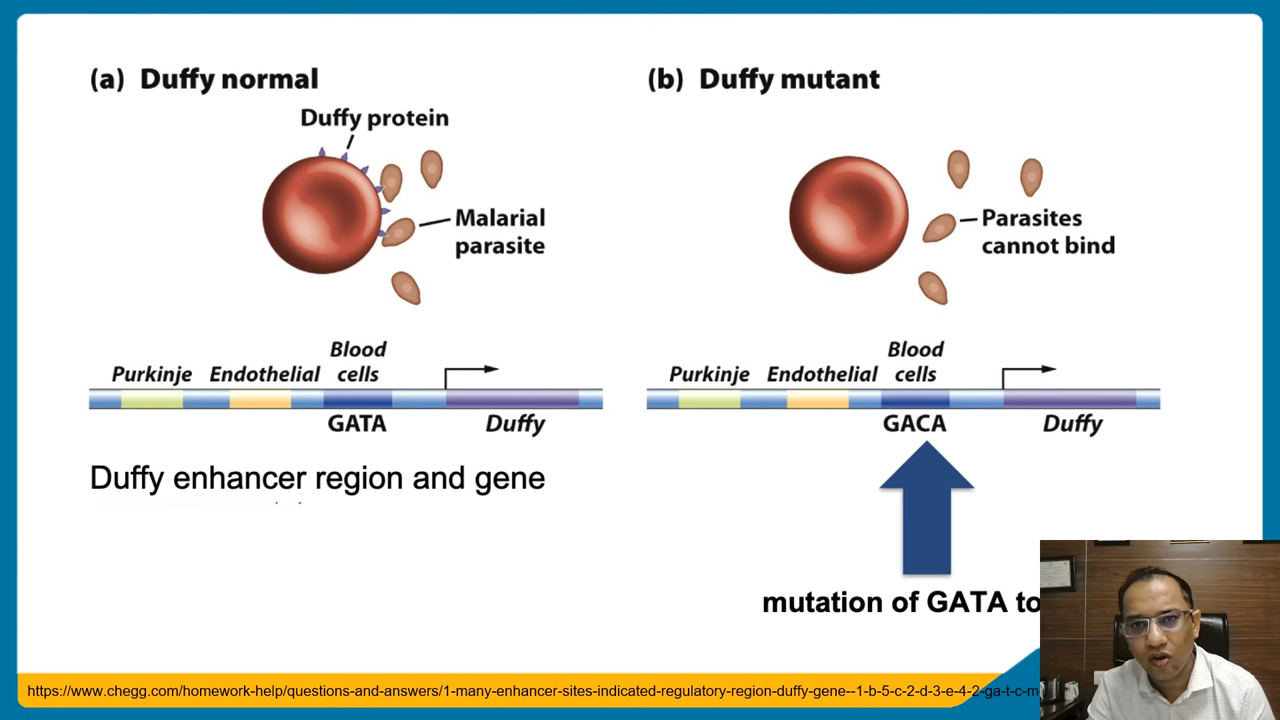 (a) Duffy normal
Duffy protein
Malarial
parasite
Purkinje Endothelial Blood
cells
GATA Duffy
Duffy enhancer region and gene
(b) Duffy mutant
Parasites
cannot bind
Purkinje Endothelial Blood
cells
GACA Duffy
mutation of GATA to
https://www.chegg.com/homework-help/questions-and-answers/1-many-enhancer-sites-indicated-regulatory-region-duffy-gene--1-b-5-c-2-d-3-e-4-2-ga-t-c-m